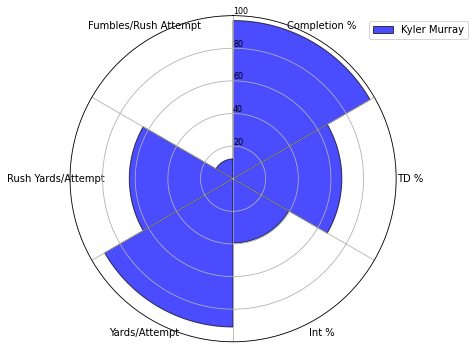 100
Fumbles/Rush Attempt
Completion %
Kyler Murray
80
60
40
20
Rush Yards/Attempt
TD %
Yards/Attempt
Int %